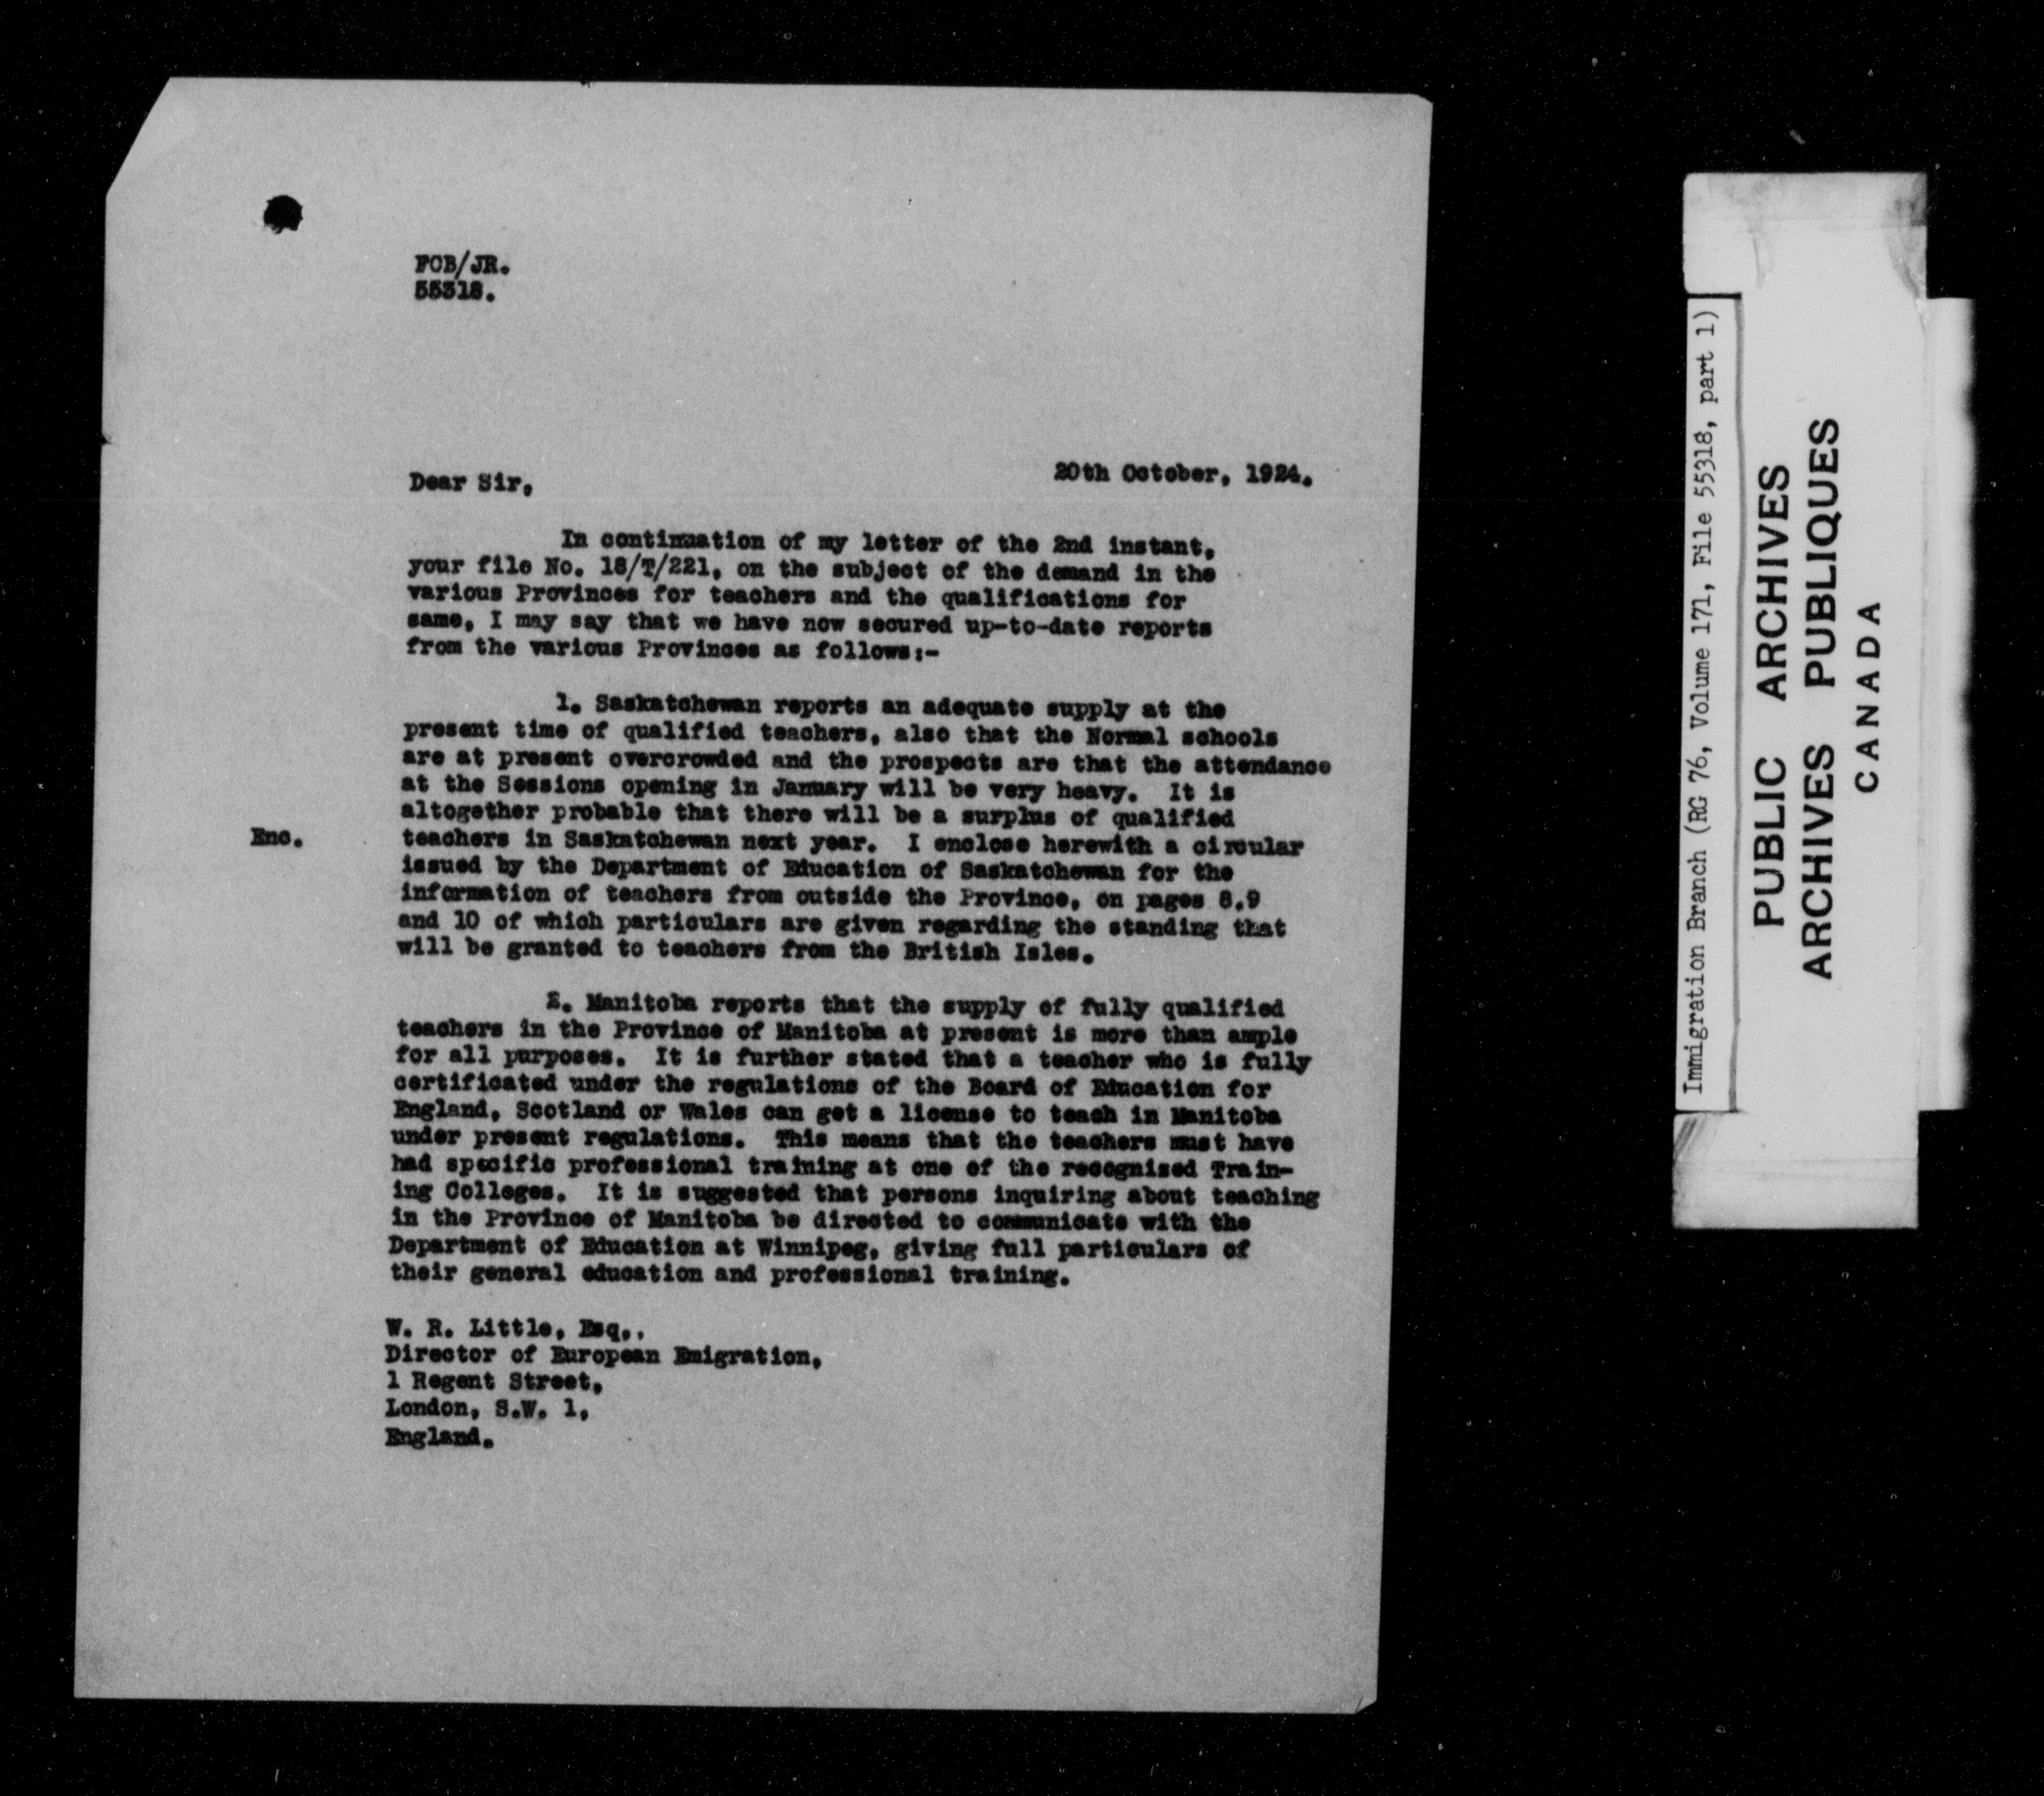 FCB/JR.
55318.
20th October, 1924.
Dear Sir,
In continuation of my letter of the 2nd instant,
your file No. 18/T/221, on the subject of the demand in the
various Provinces for teachers and the qualifications for
same, I may say that we have now secured up-to-date reports
from the various Provinces as follows:-
1. Saskatchewan reports an adequate supply at the
present time of qualified teachers, also that the Normal schools
are at present overcrowded and the prospects are that the attendance
at the Sessions opening in January will be very heavy. It is
altogether probable that there will be a surplus of qualified
Enc. teachers in Saskatchewan next year. I enclose herewith a circular
issued by the Department of Education of Saskatchewan for the
information of teachers from outside the Province, on pages 8.9
and 10 of which particulars are given regarding the standing that
will be granted to teachers from the British Isles.
2. Manitoba reports that the supply of fully qualified
teachers in the Province of Manitoba at present is more than ample
for all purposes. It is further stated that a teacher who is fully
certificated under the regulations of the Board of Education for
England, Scotland or Wales can get a license to teach in Manitoba
under present regulations. This means that the teachers must have
had specific professional training at one of the recognised Train-
ing Colleges. It is suggested that persons inquiring about teaching
in the Province of Manitoba be directed to communicate with the
Department of Education at Winnipeg, giving full particulars of
their general education and professional training.
W. R. Little, Esq,.
Director of European Emigration,
1 Regent Street,
London, S.W. 1,
England.
Immigration Branch (RG 76, Volume 171, File 55318, part 1)
PUBLIC ARCHIVES
ARCHIVES PUBLIQUES
CANADA